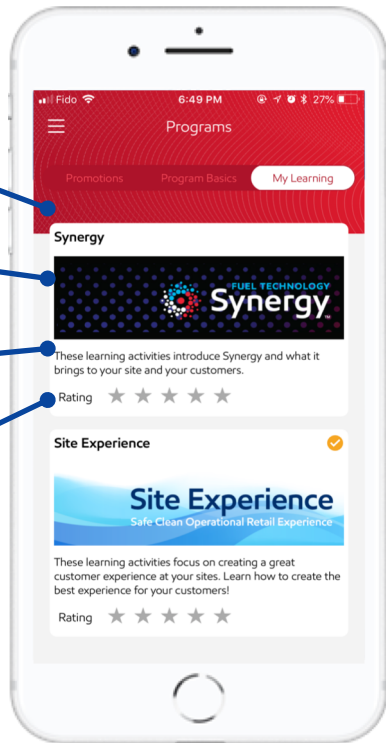 Fido 6:49 PM 27%
Programs
Promotions Program Basics My Learning
Synergy
FUEL TECHNOLOGY
Synergy™
These learning activities introduce Synergy and what it
brings to your site and your customers.
Rating
Site Experience
Site Experience
Safe Clean Operational Retail Experience
These learning activities focus on creating a great
customer experience at your sites. Learn how to create the
best experience for your customers!
Rating